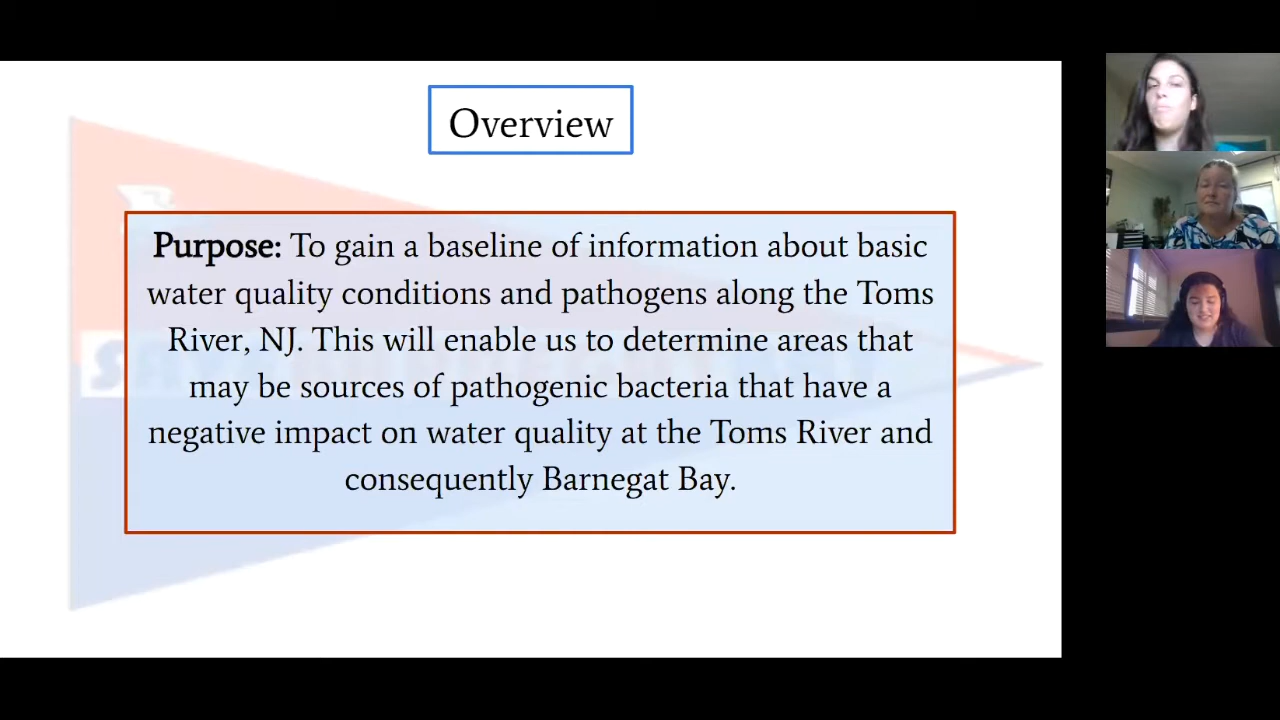 Overview
Purpose: To gain a baseline of information about basic
water quality conditions and pathogens along the Toms
River, NJ. This will enable us to determine areas that
may be sources of pathogenic bacteria that have a
negative impact on water quality at the Toms River and
consequently Barnegat Bay.